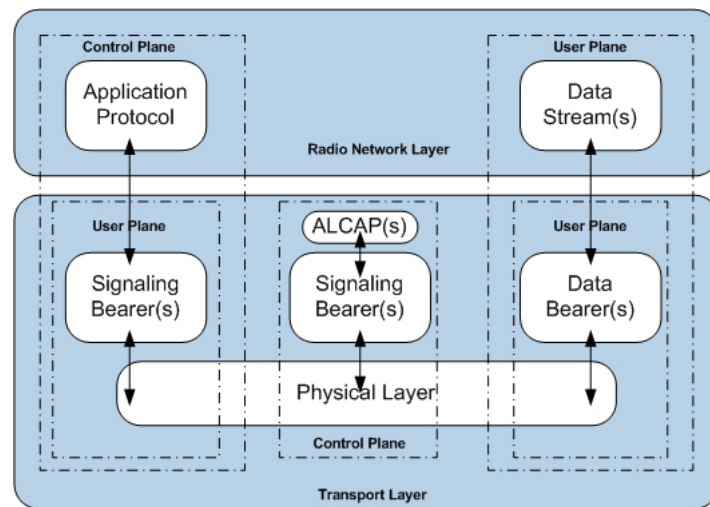 Control Plane
User Plane
Application
Protocol
Data
Stream(s)
Radio Network Layer
User Plane
ALCAP(s)
User Plane
Signaling
Bearer(s)
Signaling
Bearer(s)
Data
Bearer(s)
Physical Layer
Control Plane
Transport Layer